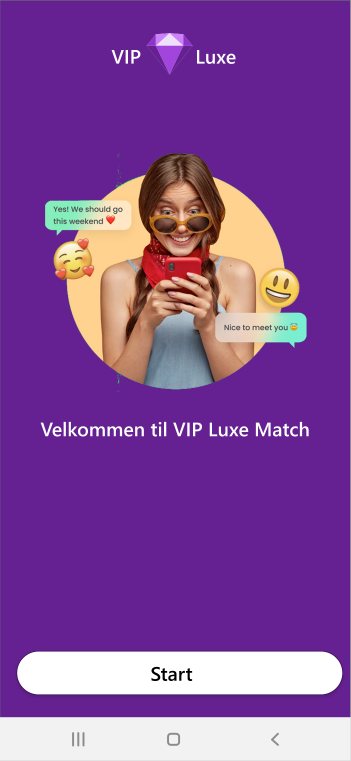 VIP Luxe
Yes! We should go
this weekend ❤️
Nice to meet you 😇
Velkommen til VIP Luxe Match
Start